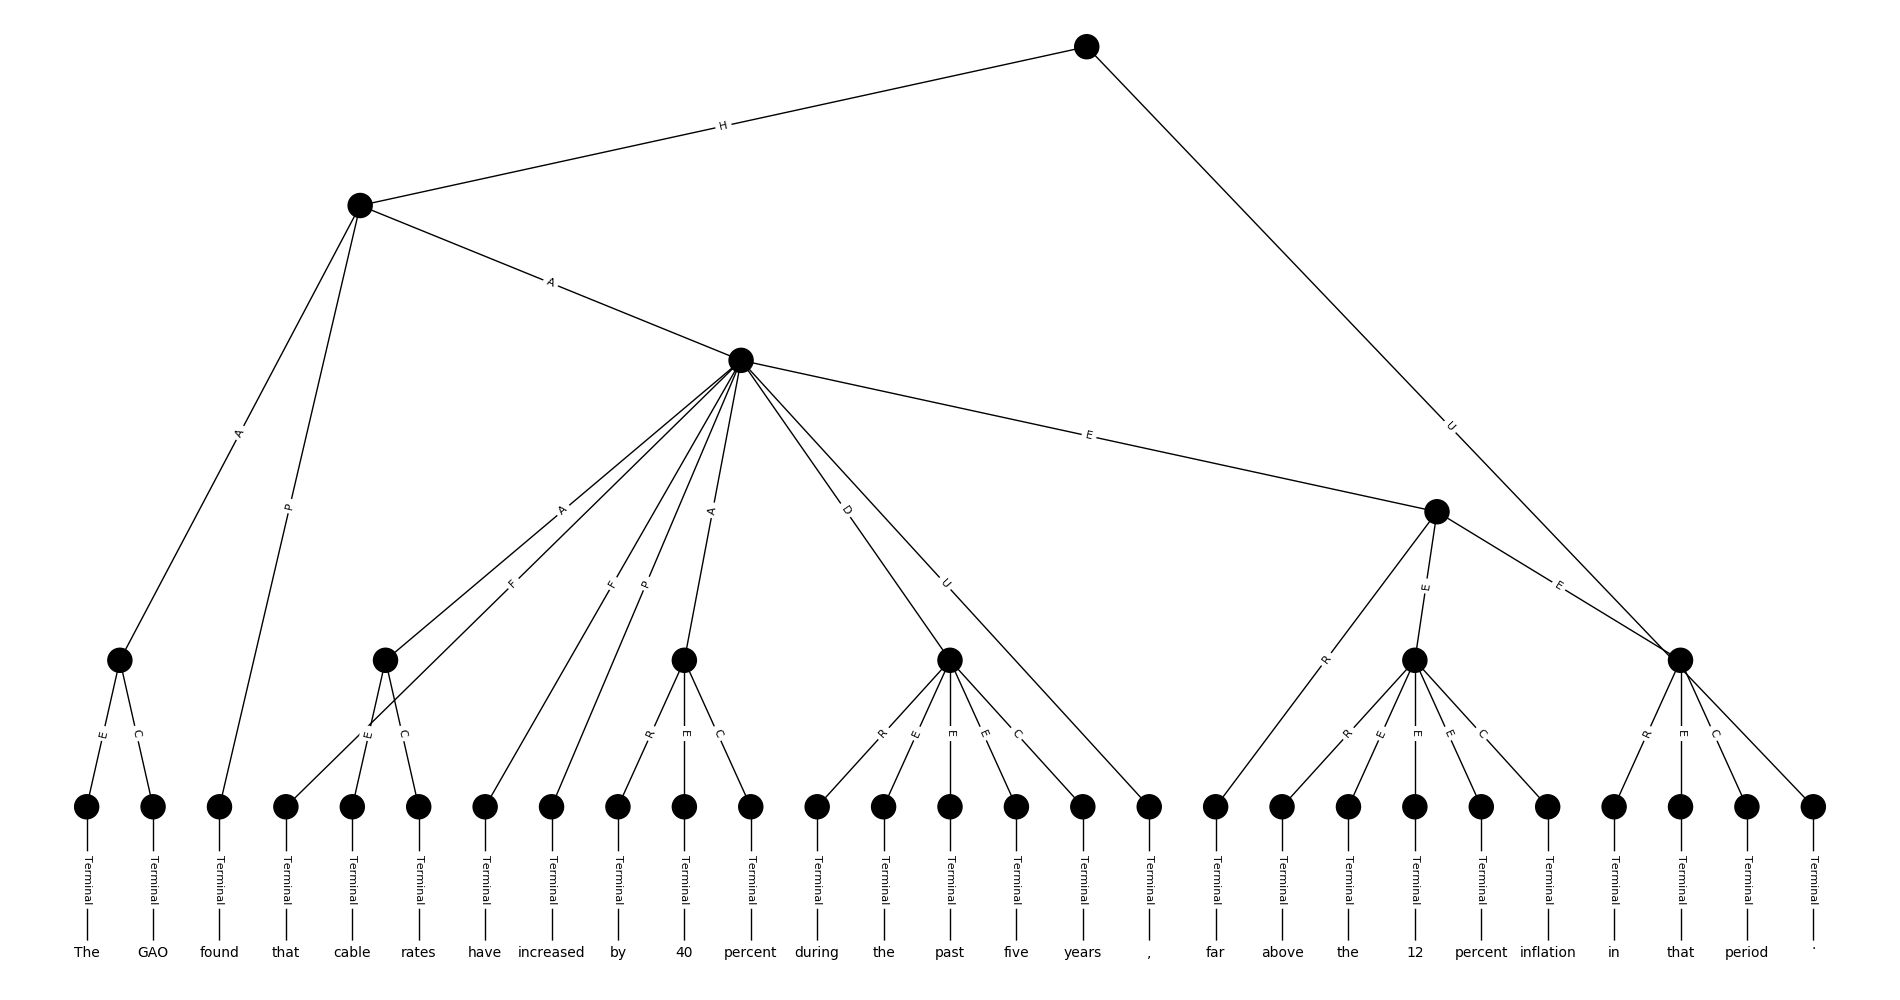 H
U
A
P
A
A
F
F
P
A
D
U
E
R
E
E
E C E C R E C R E E E C R E E E C R E C
Terminal Terminal Terminal Terminal Terminal Terminal Terminal Terminal Terminal Terminal Terminal Terminal Terminal Terminal Terminal Terminal Terminal Terminal Terminal Terminal Terminal Terminal Terminal Terminal Terminal Terminal Terminal
The GAO found that cable rates have increased by 40 percent during the past five years , far above the 12 percent inflation in that period .